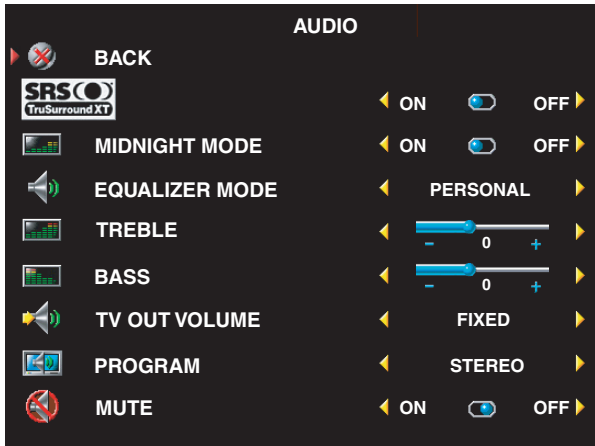 AUDIO
BACK
SRS
TruSurround XT
ON OFF
MIDNIGHT MODE ON OFF
EQUALIZER MODE PERSONAL
TREBLE - 0 +
BASS - 0 +
TV OUT VOLUME FIXED
PROGRAM STEREO
MUTE ON OFF